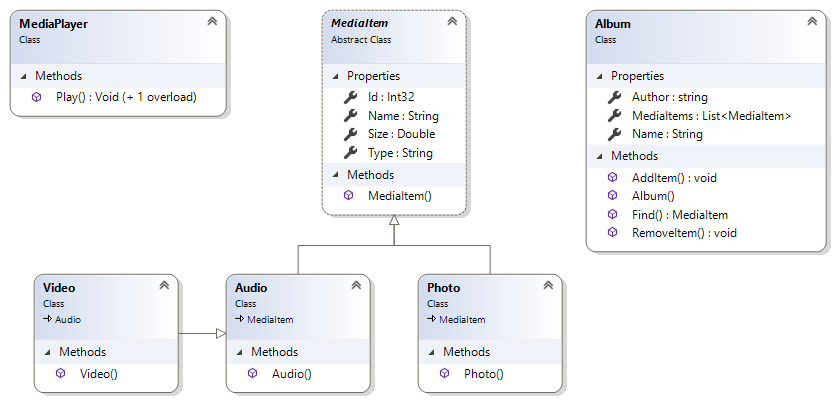 MediaPlayer
Class
Methods
Play() : Void (+ 1 overload)
MediaItem
Abstract Class
Properties
Id : Int32
Name : String
Size : Double
Type : String
Methods
MediaItem()
Album
Class
Properties
Author : string
MediaItems : List<MediaItem>
Name : String
Methods
AddItem() : void
Album()
Find() : MediaItem
RemoveItem() : void
Video
Class
Audio
Methods
Video()
Audio
Class
MediaItem
Methods
Audio()
Photo
Class
MediaItem
Methods
Photo()